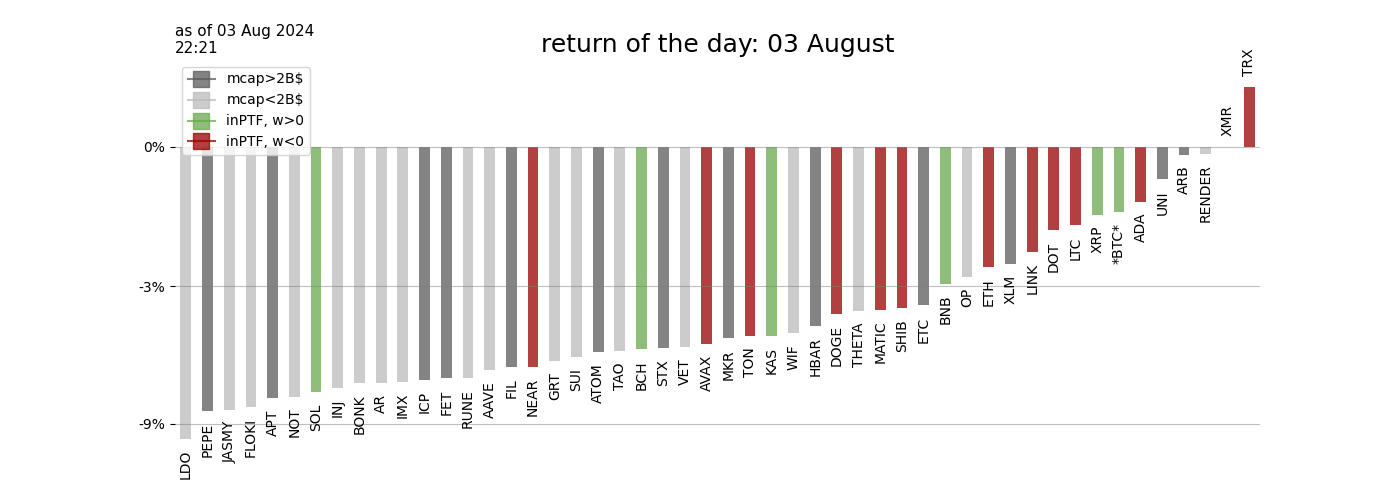 as of 03 Aug 2024
22:21
return of the day: 03 August
mcap>2B$
mcap<2B$
inPTF, w>0
inPTF, w<0
0%
-3%
-9%
LDO
PEPE
JASMY
FLOKI
APT
NOT
SOL
INJ
BONK
AR
IMX
ICP
FET
RUNE
AAVE
FIL
NEAR
GRT
SUI
ATOM
TAO
BCH
STX
VET
AVAX
MKR
TON
KAS
WIF
HBAR
DOGE
THETA
MATIC
SHIB
ETC
BNB
OP
ETH
XLM
LINK
DOT
LTC
XRP
*BTC*
ADA
UNI
ARB
RENDER
XMR
TRX